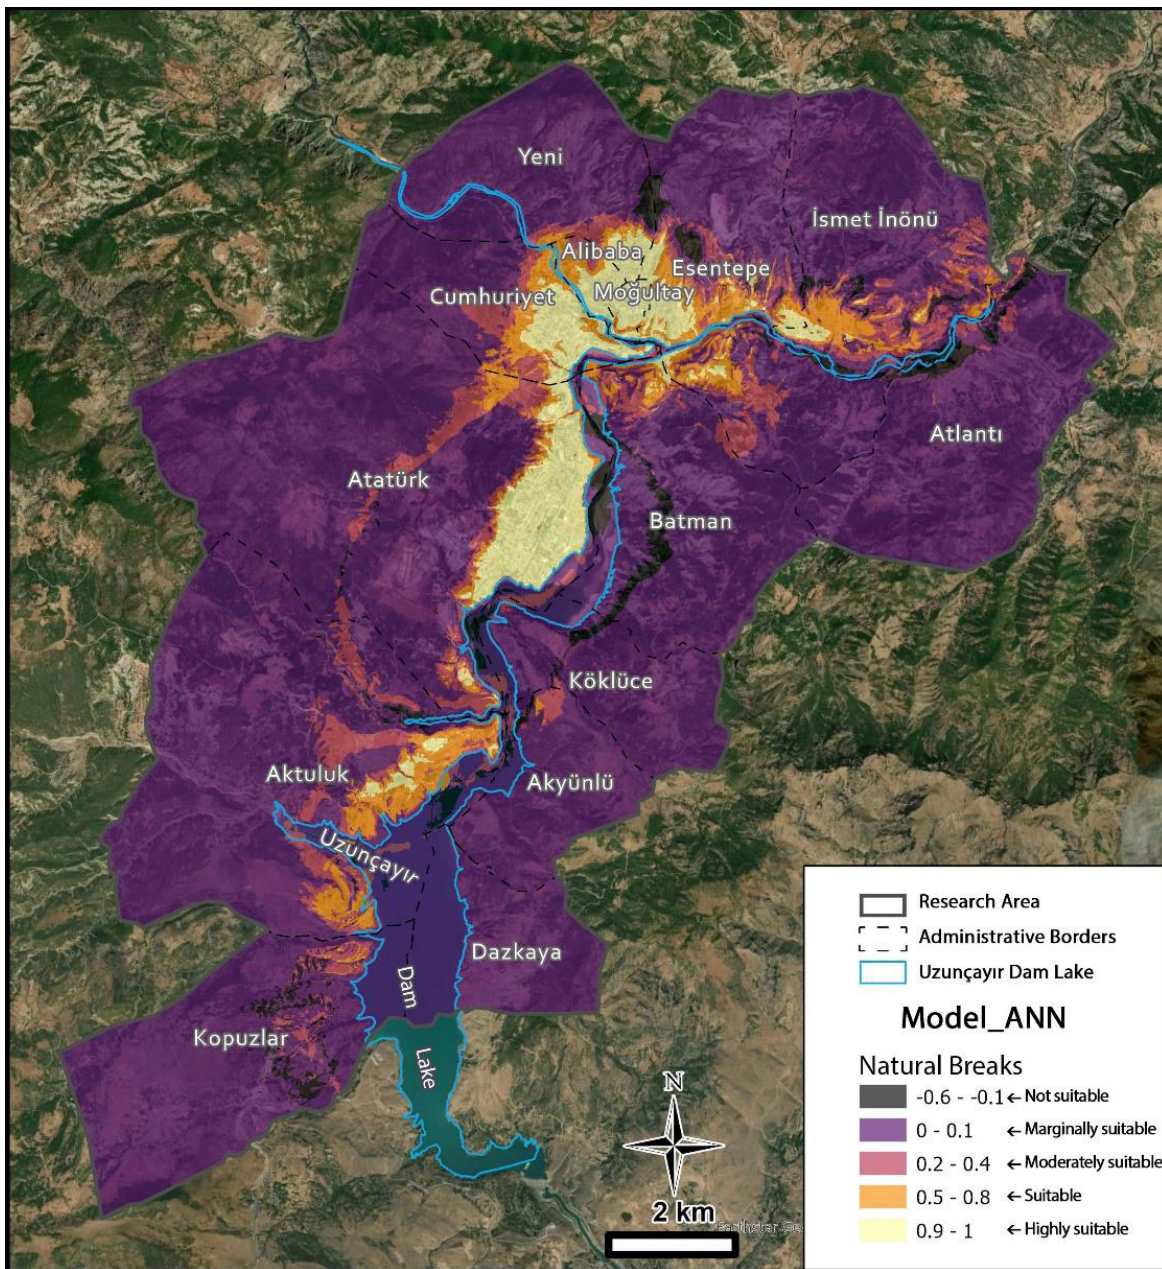 Yeni
İsmet İnönü
Alibaba
Esentepe
Cumhuriyet
Moğultay
Atlantı
Atatürk
Batman
Köklüce
Aktuluk
Akyünlü
Uzunçayır
Dazkaya
Dam
Kopuzlar
Lake
N
2 km
Research Area
Administrative Borders
Uzunçayır Dam Lake
Model_ANN
Natural Breaks
-0.6 - -0.1 ← Not suitable
0 - 0.1 ← Marginally suitable
0.2 - 0.4 ← Moderately suitable
0.5 - 0.8 ← Suitable
0.9 - 1 ← Highly suitable